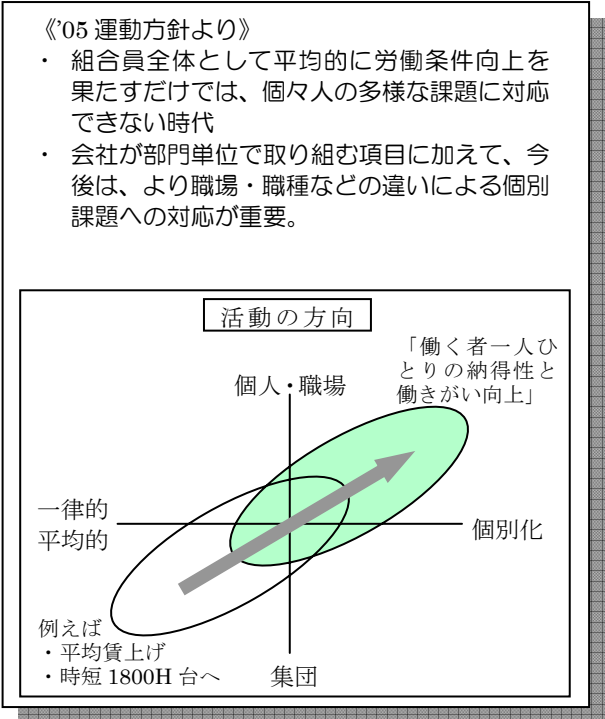 《’05 運動方針より》
・ 組合員全体として平均的に労働条件向上を
果たすだけでは、個々人の多様な課題に対応
できない時代
・ 会社が部門単位で取り組む項目に加えて、今
後は、より職場・職種などの違いによる個別
課題への対応が重要。
活動の方向
「働く者一人ひ
とりの納得性と
働きがい向上」
個人・職場
一律的
平均的
個別化
例えば
・平均賃上げ
・時短 1800H 台へ
集団